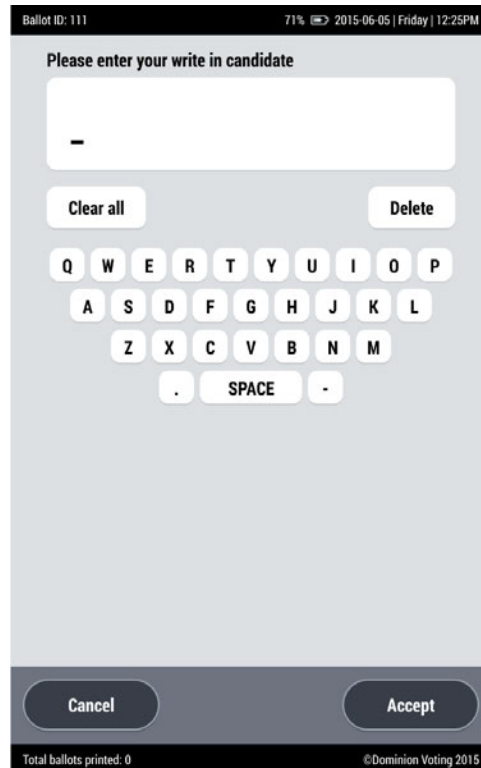 Ballot ID: 111 71% 2015-06-05 | Friday | 12:25PM
Please enter your write in candidate
Clear all Delete
Q W E R T Y U I O P
A S D F G H J K L
Z X C V B N M
. SPACE -
Cancel Accept
Total ballots printed: 0 ©Dominion Voting 2015